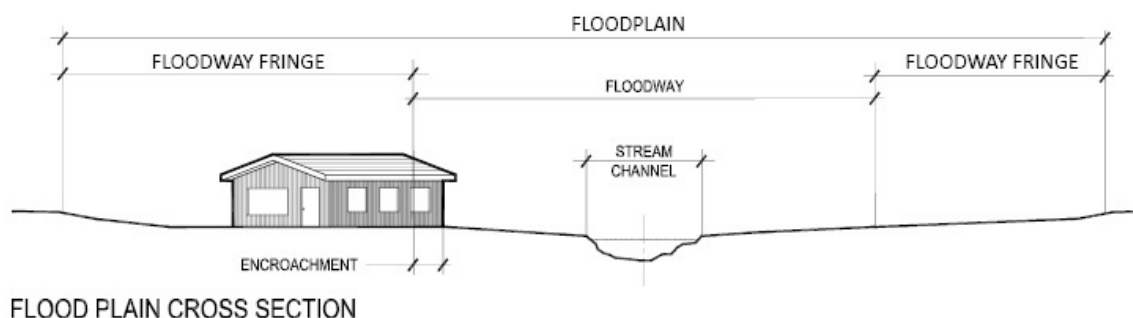 FLOODPLAIN
FLOODWAY FRINGE
FLOODWAY FRINGE
FLOODWAY
STREAM
CHANNEL
ENCROACHMENT
FLOOD PLAIN CROSS SECTION